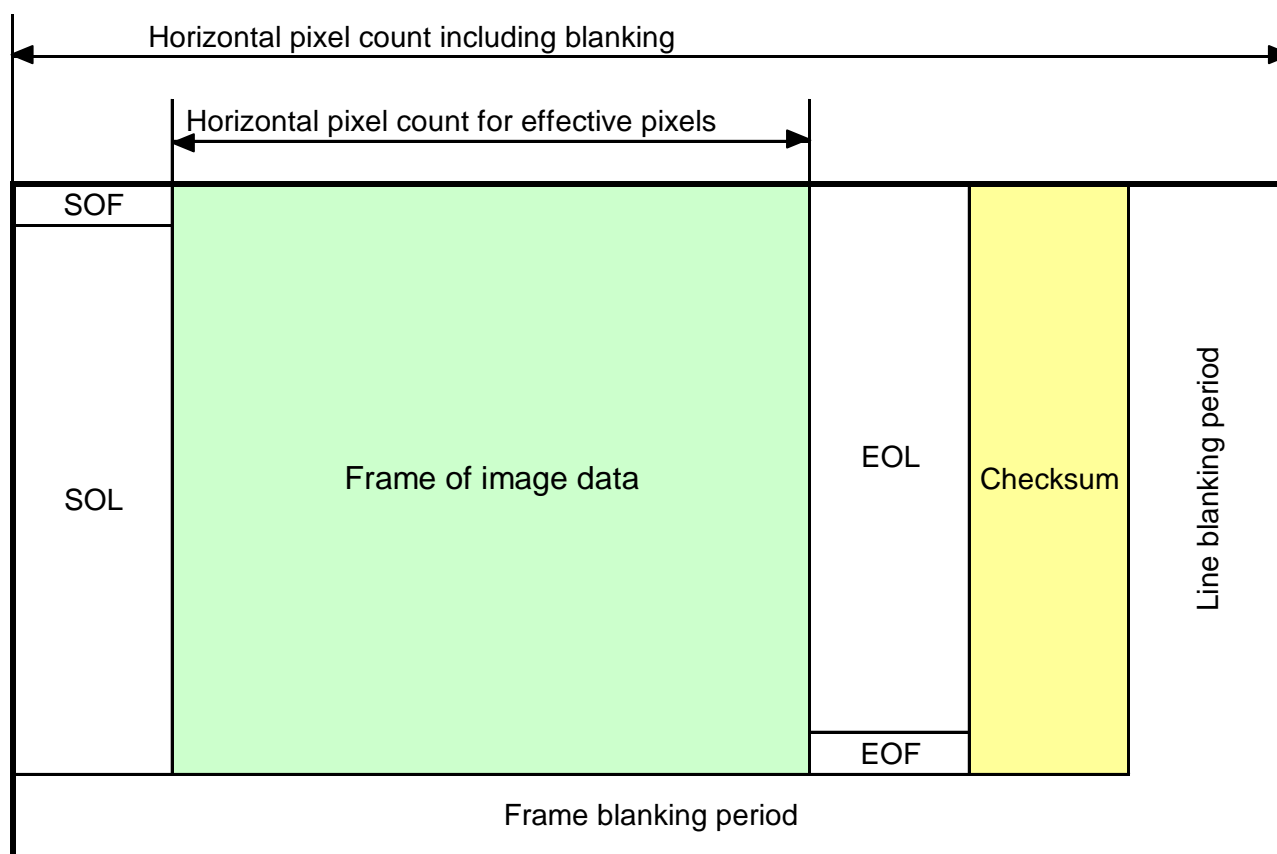 Horizontal pixel count including blanking
Horizontal pixel count for effective pixels
SOF
SOL
Frame of image data
EOL
Checksum
Line blanking period
EOF
Frame blanking period